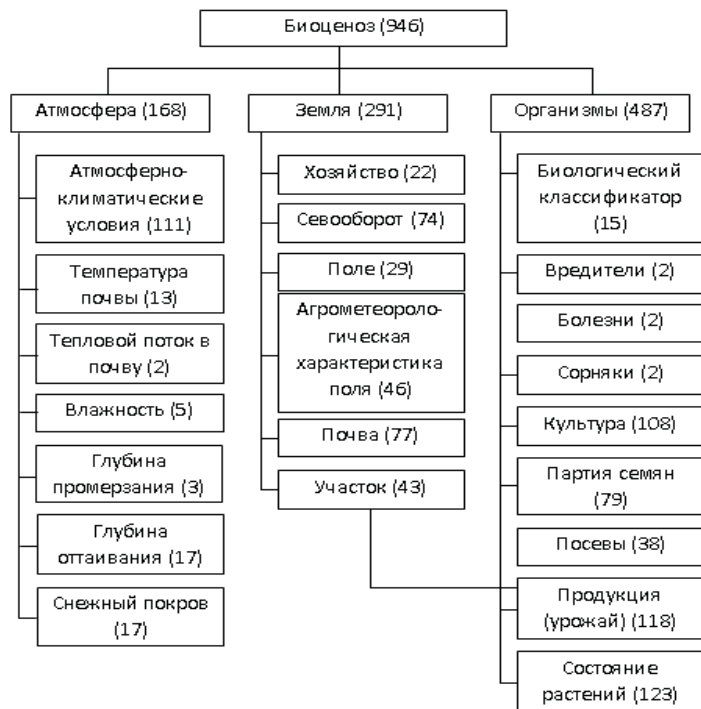 Биоценоз (946)
Атмосфера (168)
Атмосферно-
климатические
условия (111)
Температура
почвы (13)
Тепловой поток в
почву (2)
Влажность (5)
Глубина
промерзания (3)
Глубина
оттаивания (17)
Снежный покров
(17)
Земля (291)
Хозяйство (22)
Севооборот (74)
Поле (29)
Агрометеороло-
гическая
характеристика
поля (46)
Почва (77)
Участок (43)
Организмы (487)
Биологический
классификатор
(15)
Вредители (2)
Болезни (2)
Сорняки (2)
Культура (108)
Партия семян
(79)
Посевы (38)
Продукция
(урожай) (118)
Состояние
растений (123)